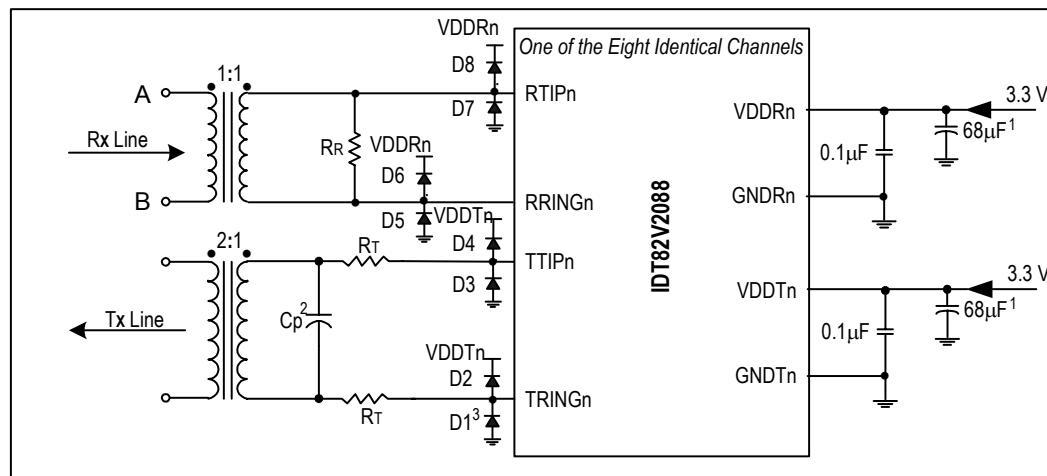 One of the Eight Identical Channels
VDDRn
D8
1:1
A
RTIPn
D7
Rx Line
RR
VDDRn
D6
B
RRINGn
D5
VDDTn
2:1
RT
D4
TTIPn
D3
Cp2
Tx Line
VDDTn
D2
TRINGn
RT
D13
IDT82V2088
VDDRn
3.3 V
68µF1
0.1µF
GNDRn
VDDTn
3.3 V
68µF1
0.1µF
GNDTn